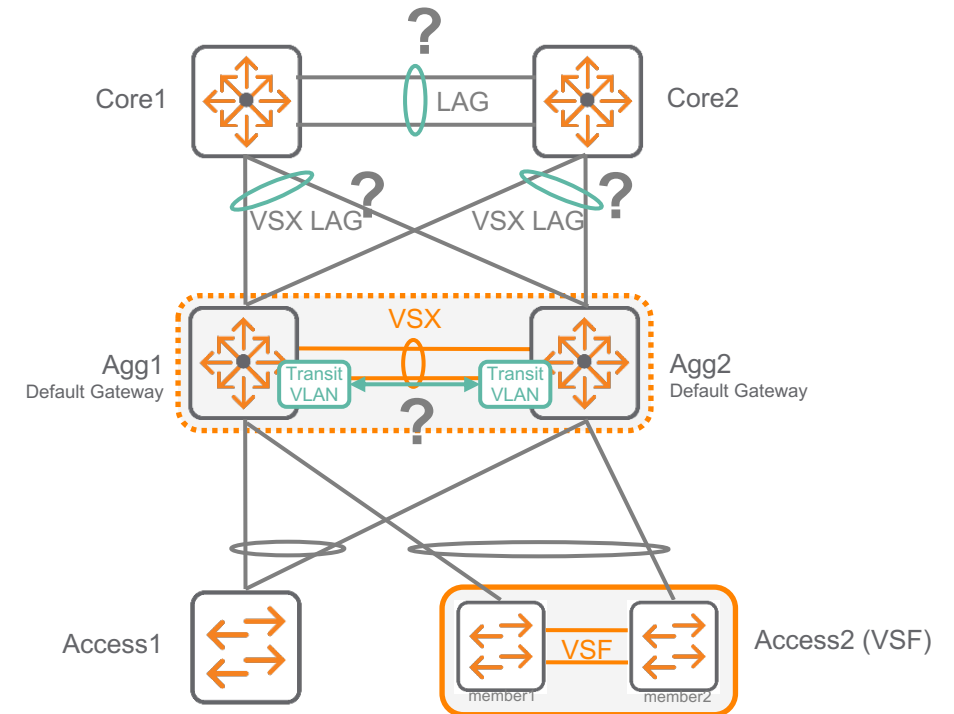 ?
Core1
LAG
Core2
?
?
VSX LAG
VSX LAG
VSX
Agg1
Default Gateway
Transit
VLAN
Transit
VLAN
Agg2
Default Gateway
?
Access1
VSF
member1
member2
Access2 (VSF)